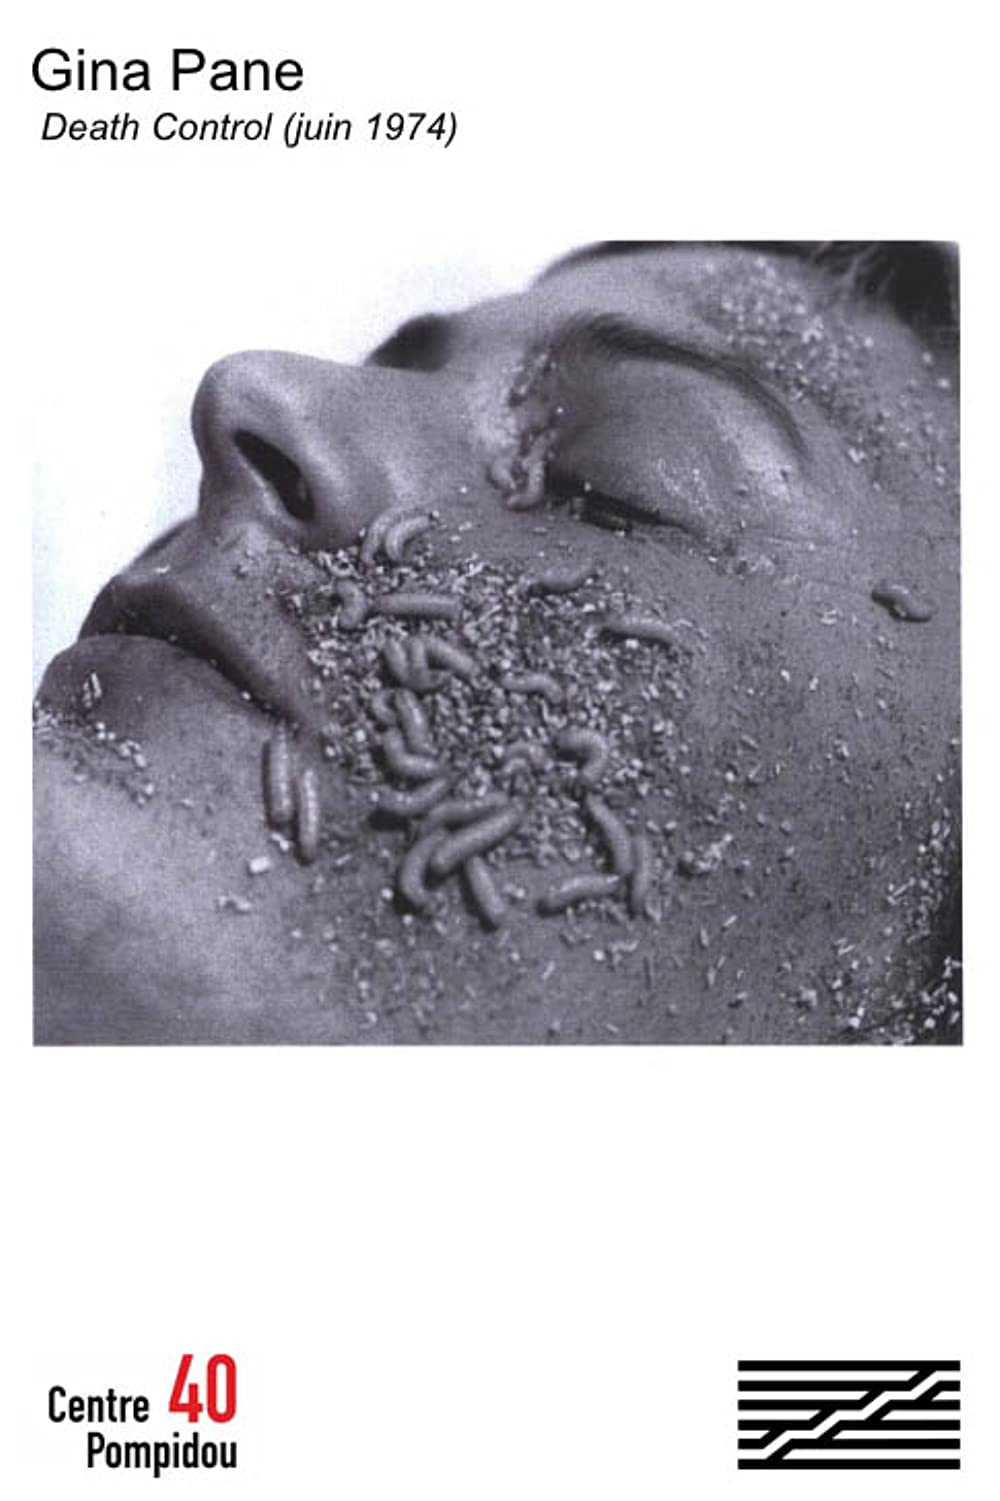 Gina Pane
Death Control (juin 1974)
Centre 40
Pompidou